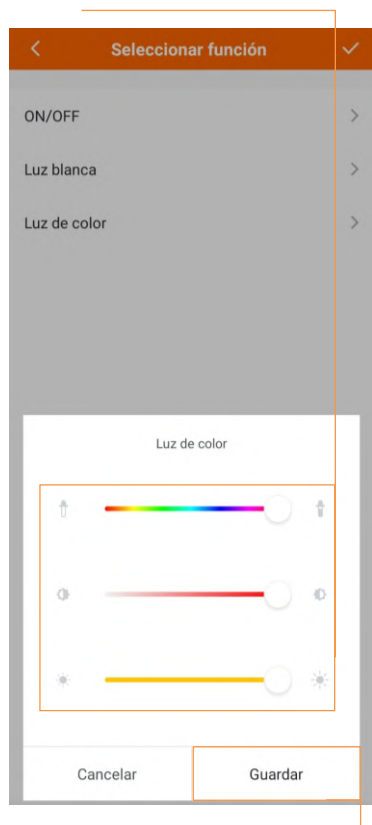 Seleccionar función
ON/OFF
Luz blanca
Luz de color
Luz de color
Cancelar
Guardar